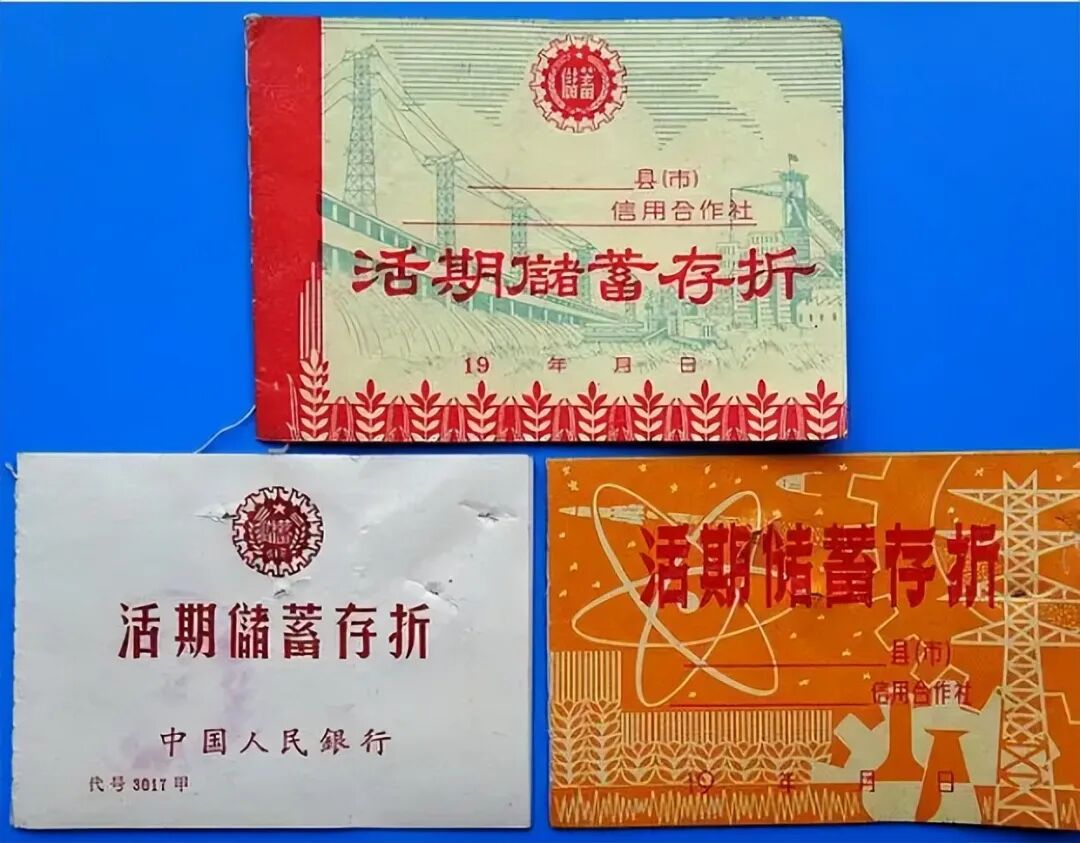 儲蓄
县(市)
信用合作社
活期儲蓄存折
19 年 月 日
活期儲蓄存折
中国人民銀行
代号 3017 甲
活期储蓄存折
县(市)
信用合作社
19 年 月 日